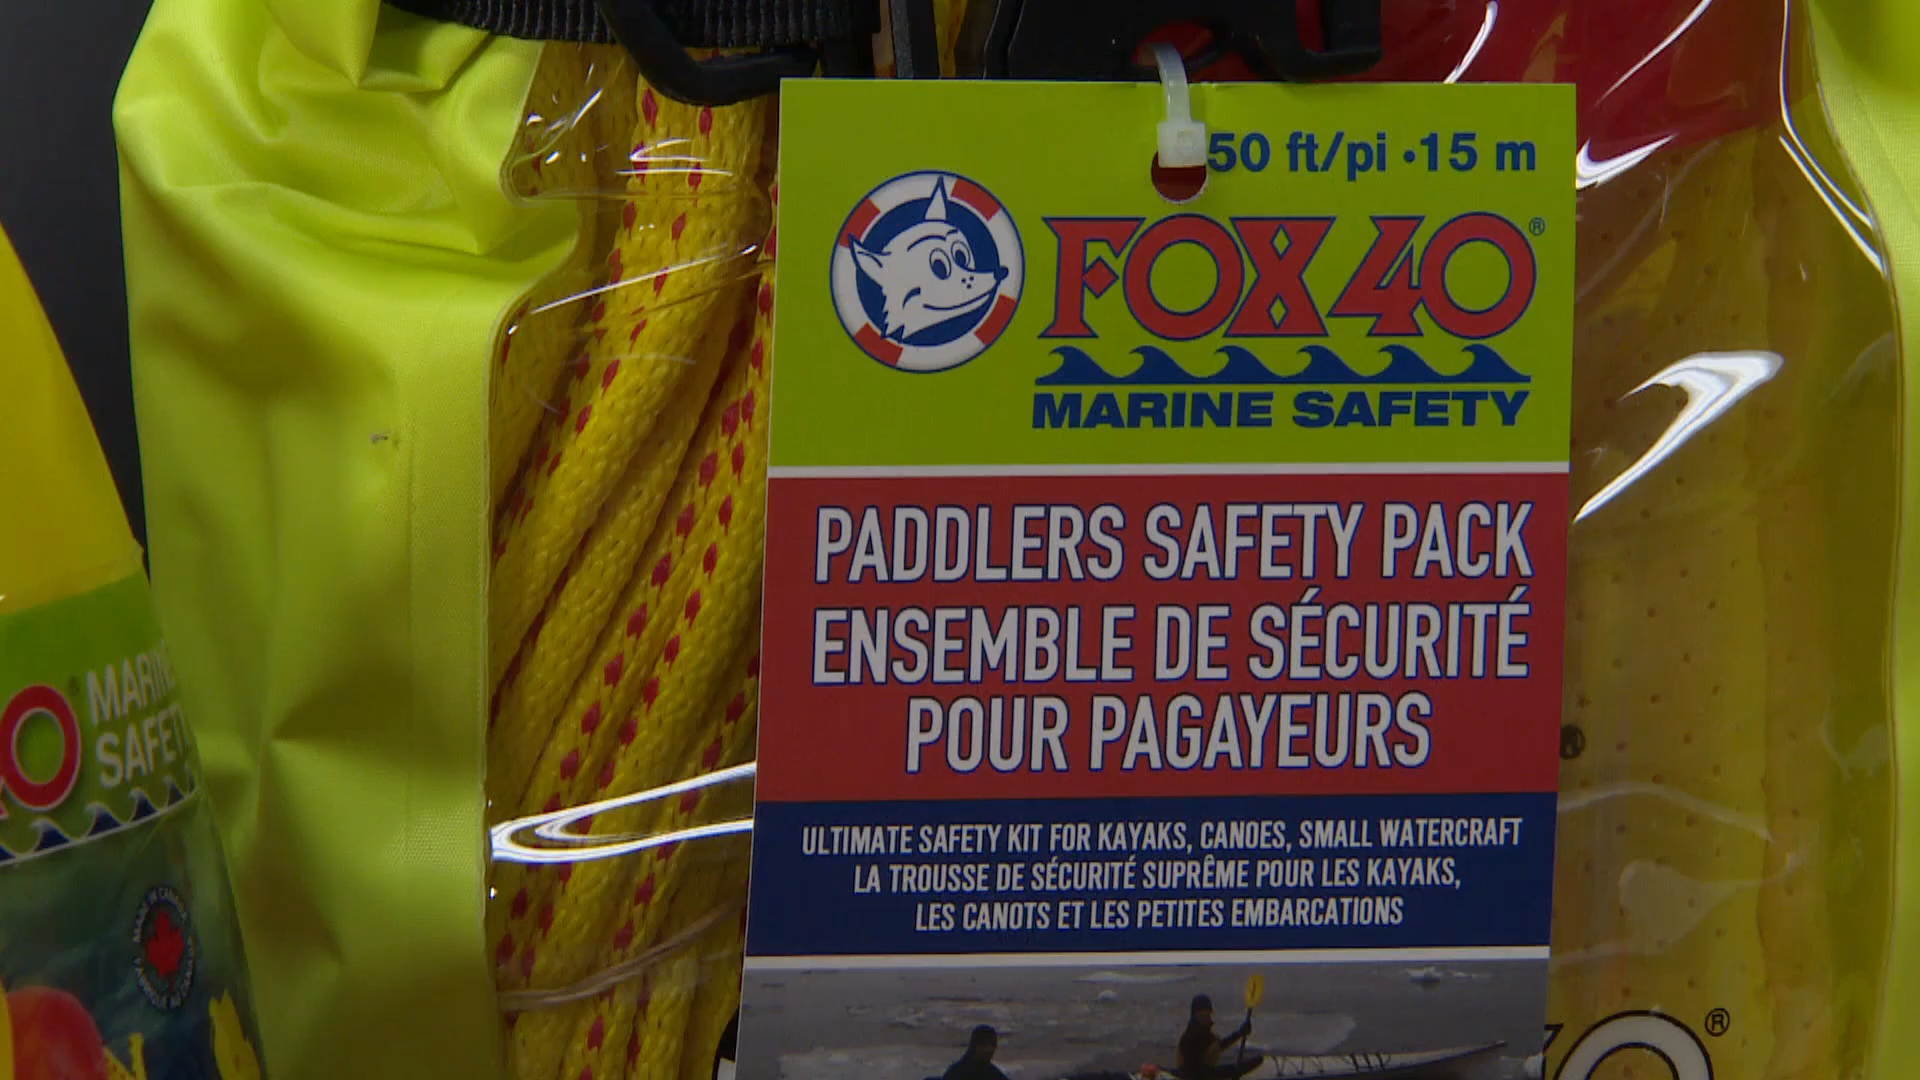 50 ft/pi •15 m
FOX 40®
MARINE SAFETY
PADDLERS SAFETY PACK
ENSEMBLE DE SÉCURITÉ
POUR PAGAYEURS
ULTIMATE SAFETY KIT FOR KAYAKS, CANOES, SMALL WATERCRAFT
LA TROUSSE DE SÉCURITÉ SUPRÊME POUR LES KAYAKS,
LES CANOTS ET LES PETITES EMBARCATIONS
MARINE
SAFETY